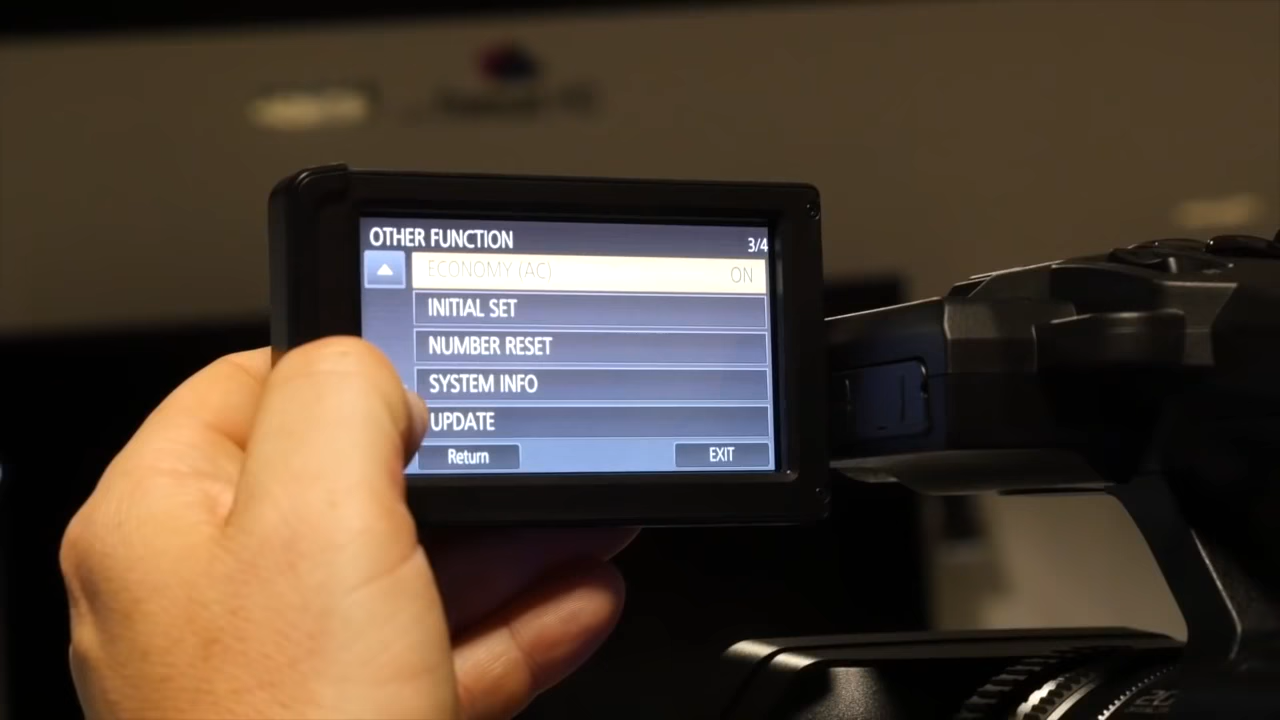 OTHER FUNCTION 3/4
ECONOMY (AC) ON
INITIAL SET
NUMBER RESET
SYSTEM INFO
UPDATE
Return EXIT